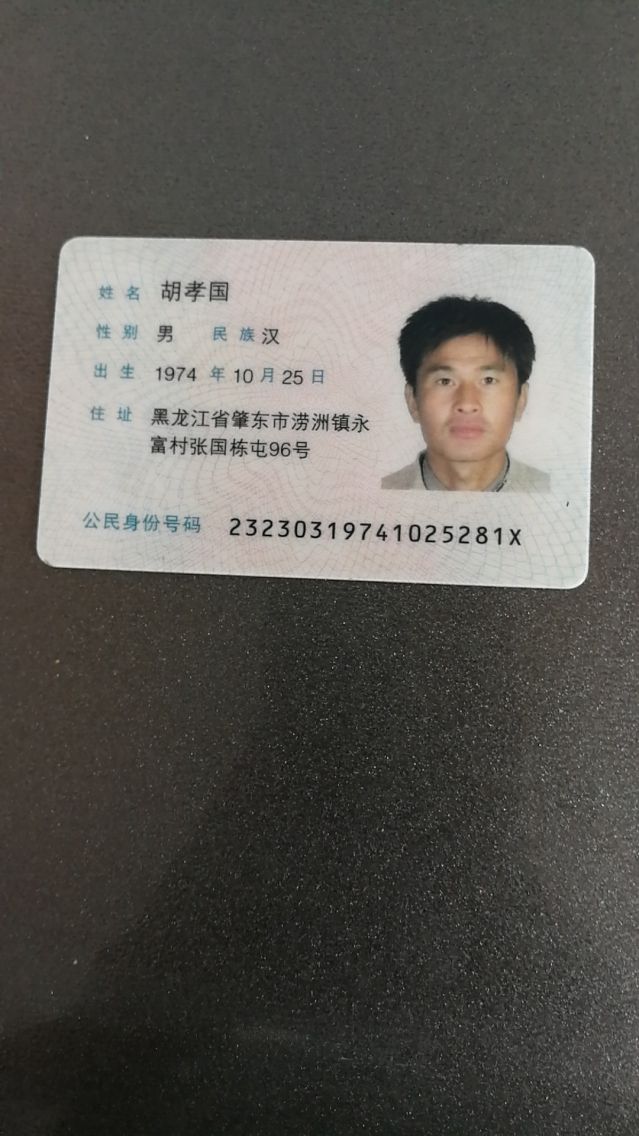 姓名 胡孝国
性别 男 民族 汉
出生 1974 年 10 月 25 日
住址 黑龙江省肇东市涝洲镇永
富村张国栋屯96号
公民身份号码 23230319741025281X